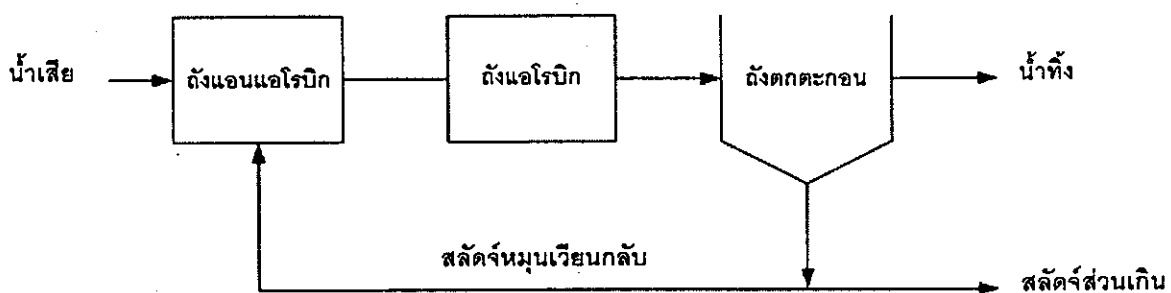 น้ำเสีย
ถังแอนแอโรบิก
ถังแอโรบิก
ถังตกตะกอน
น้ำทิ้ง
สลัดจ์หมุนเวียนกลับ
สลัดจ์ส่วนเกิน